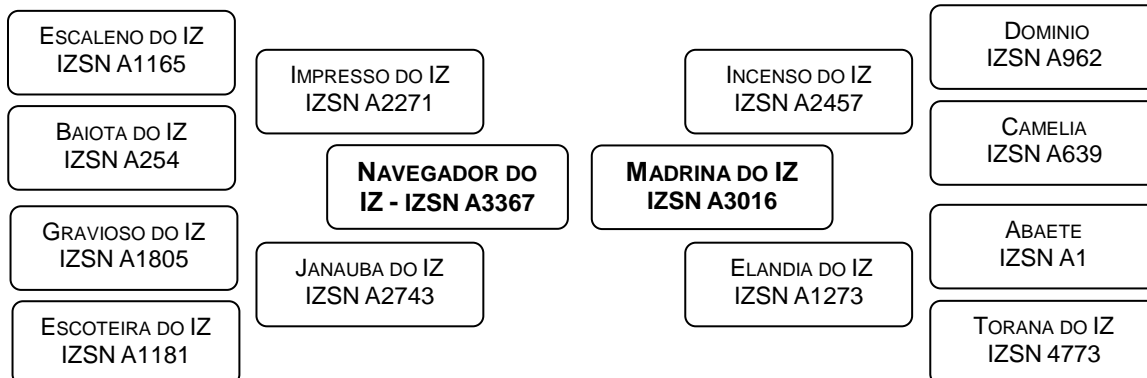 ESCALENO DO IZ
IZSN A1165
BAIOTA DO IZ
IZSN A254
GRAVIOSO DO IZ
IZSN A1805
ESCOTEIRA DO IZ
IZSN A1181
IMPRESSO DO IZ
IZSN A2271
JANAUBA DO IZ
IZSN A2743
NAVEGADOR DO
IZ - IZSN A3367
MADRINA DO IZ
IZSN A3016
INCENSO DO IZ
IZSN A2457
ELANDIA DO IZ
IZSN A1273
DOMINIO
IZSN A962
CAMELIA
IZSN A639
ABAETE
IZSN A1
TORANA DO IZ
IZSN 4773